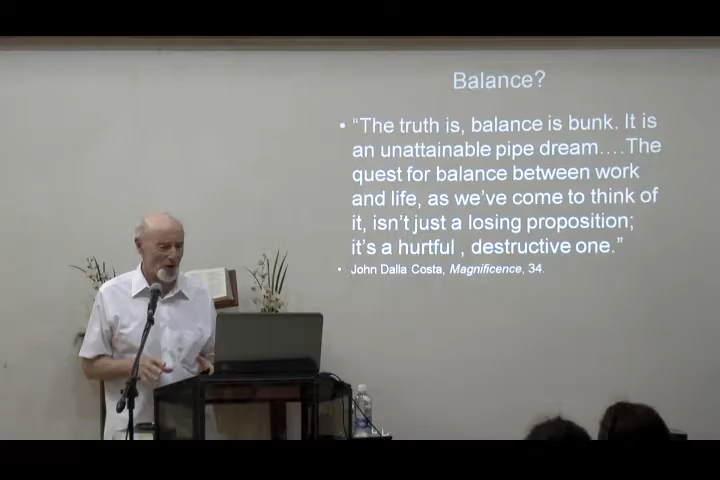 Balance?
• “The truth is, balance is bunk. It is
an unattainable pipe dream….The
quest for balance between work
and life, as we’ve come to think of
it, isn’t just a losing proposition;
it’s a hurtful , destructive one.”
• John Dalla Costa, Magnificence, 34.